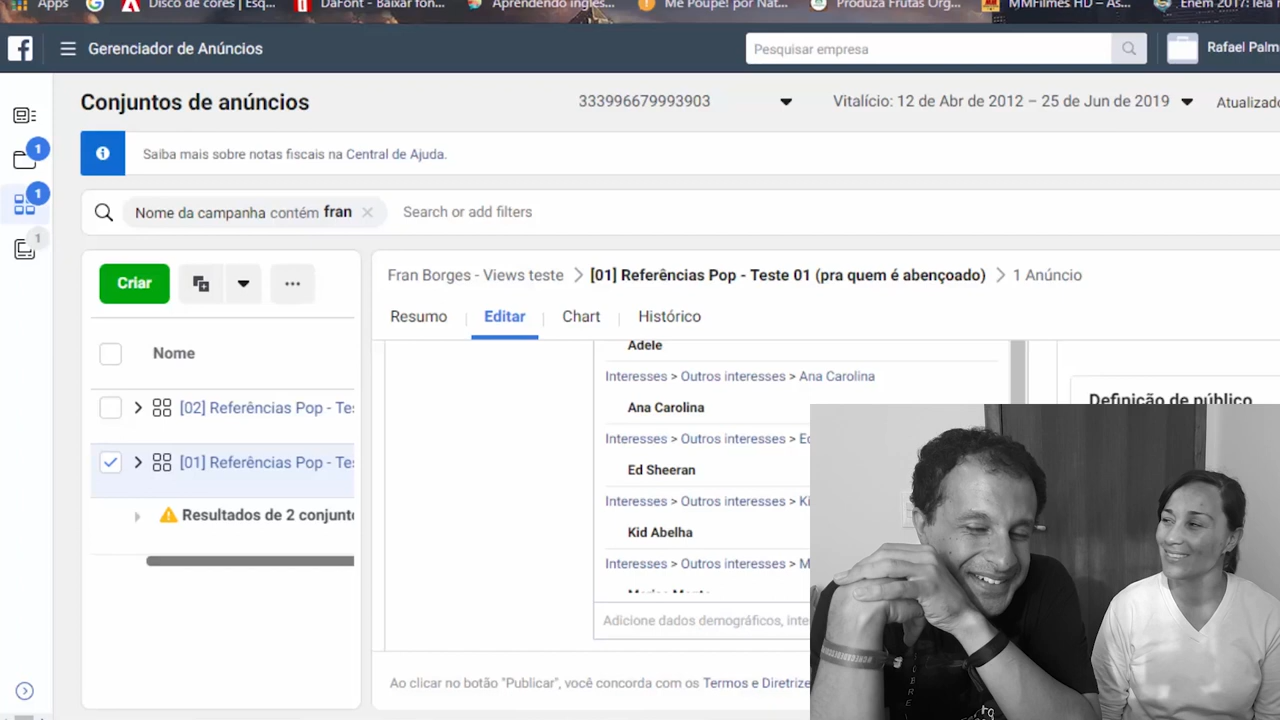 Apps
Disco de cores | Esq...
DaFont - Baixar fon...
Aprendendo inglês...
Me Poupe! por Nat...
Produza Frutas Org...
MMFilmes HD – As...
Enem 2017: leia
Gerenciador de Anúncios
Pesquisar empresa
Rafael Palm
Conjuntos de anúncios
333996679993903
Vitalício: 12 de Abr de 2012 – 25 de Jun de 2019
Atualizado
Saiba mais sobre notas fiscais na Central de Ajuda.
1
1
1
Nome da campanha contém fran
Search or add filters
Criar
Fran Borges - Views teste
[01] Referências Pop - Teste 01 (pra quem é abençoado)
1 Anúncio
Resumo
Editar
Chart
Histórico
Nome
[02] Referências Pop - Te
[01] Referências Pop - Te
Resultados de 2 conjunto
Adele
Interesses > Outros interesses > Ana Carolina
Ana Carolina
Interesses > Outros interesses > Ed
Ed Sheeran
Interesses > Outros interesses > Ki
Kid Abelha
Interesses > Outros interesses > M
Adicione dados demográficos, inte
Definição de público
Ao clicar no botão "Publicar", você concorda com os Termos e Diretrize